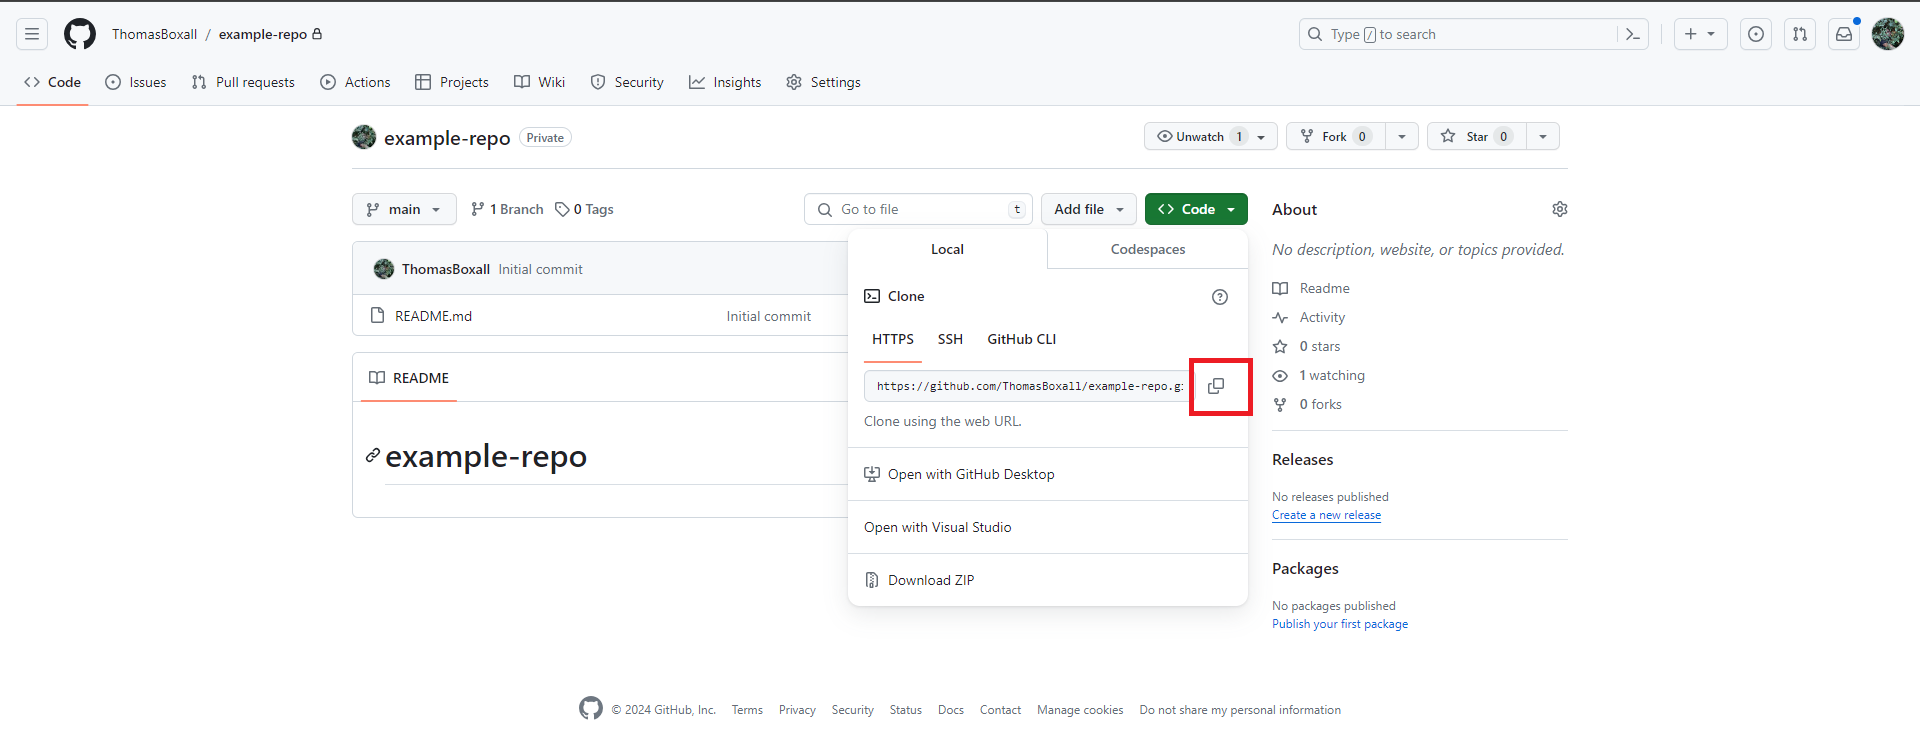 ThomasBoxall / example-repo
Type / to search
Code Issues Pull requests Actions Projects Wiki Security Insights Settings
example-repo Private
Unwatch 1 Fork 0 Star 0
main 1 Branch 0 Tags Go to file t Add file Code
ThomasBoxall Initial commit
README.md Initial commit
README
example-repo
Local Codespaces
Clone
HTTPS SSH GitHub CLI
https://github.com/ThomasBoxall/example-repo.g
Clone using the web URL.
Open with GitHub Desktop
Open with Visual Studio
Download ZIP
About
No description, website, or topics provided.
Readme
Activity
0 stars
1 watching
0 forks
Releases
No releases published
Create a new release
Packages
No packages published
Publish your first package
© 2024 GitHub, Inc. Terms Privacy Security Status Docs Contact Manage cookies Do not share my personal information